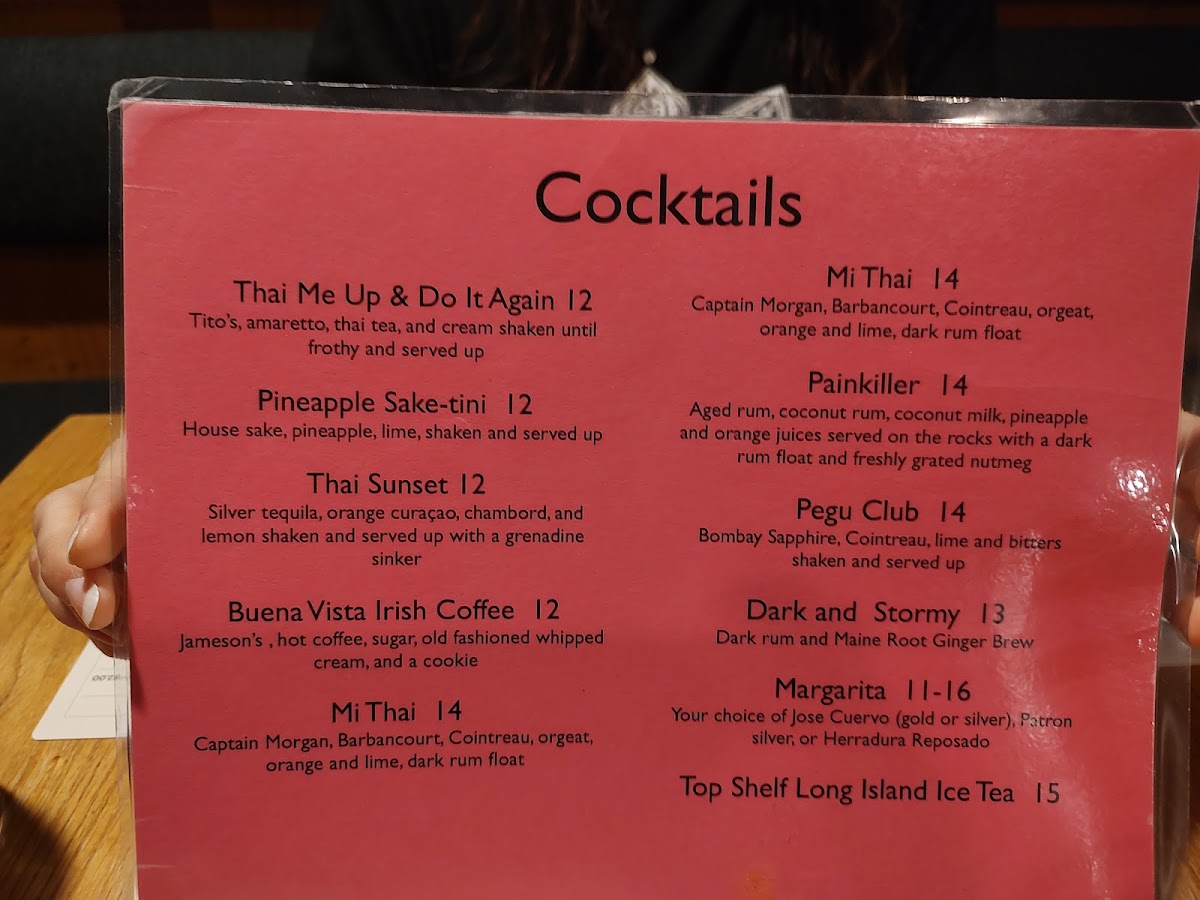 Cocktails
Thai Me Up & Do It Again 12
Tito's, amaretto, thai tea, and cream shaken until
frothy and served up
Pineapple Sake-tini 12
House sake, pineapple, lime, shaken and served up
Thai Sunset 12
Silver tequila, orange curaçao, chambord, and
lemon shaken and served up with a grenadine
sinker
Buena Vista Irish Coffee 12
Jameson's , hot coffee, sugar, old fashioned whipped
cream, and a cookie
Mi Thai 14
Captain Morgan, Barbancourt, Cointreau, orgeat,
orange and lime, dark rum float
Mi Thai 14
Captain Morgan, Barbancourt, Cointreau, orgeat,
orange and lime, dark rum float
Painkiller 14
Aged rum, coconut rum, coconut milk, pineapple
and orange juices served on the rocks with a dark
rum float and freshly grated nutmeg
Pegu Club 14
Bombay Sapphire, Cointreau, lime and bitters
shaken and served up
Dark and Stormy 13
Dark rum and Maine Root Ginger Brew
Margarita 11-16
Your choice of Jose Cuervo (gold or silver), Patron
silver, or Herradura Reposado
Top Shelf Long Island Ice Tea 15